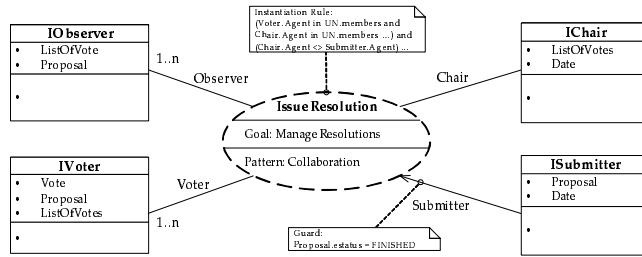 Instantiation Rule:
(Voter.Agent in UN.members and
Chair.Agent in UN.members ...) and
(Chair.Agent <> Submitter.Agent) ...
IObserver
• ListOfVote
• Proposal
•
1..n
Observer
IChair
• ListOfVotes
• Date
•
Chair
Issue Resolution
Goal: Manage Resolutions
Pattern: Collaboration
IVoter
• Vote
• Proposal
• ListOfVotes
•
Voter
1..n
ISubmitter
• Proposal
• Date
•
Submitter
Guard:
Proposal.estatus = FINISHED